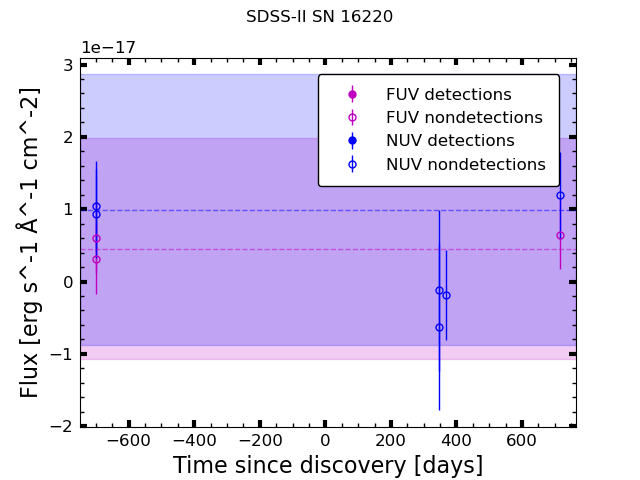 SDSS-II SN 16220
1e−17
FUV detections
FUV nondetections
NUV detections
NUV nondetections
3
2
1
0
−1
−2
Flux [erg s^-1 Å^-1 cm^-2]
−600 −400 −200 0 200 400 600
Time since discovery [days]